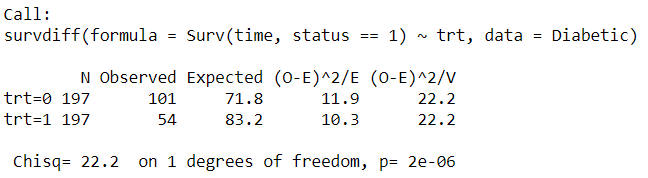 Call:
survdiff(formula = Surv(time, status == 1) ~ trt, data = Diabetic)
N Observed Expected (O-E)^2/E (O-E)^2/V
trt=0 197 101 71.8 11.9 22.2
trt=1 197 54 83.2 10.3 22.2
Chisq= 22.2 on 1 degrees of freedom, p= 2e-06